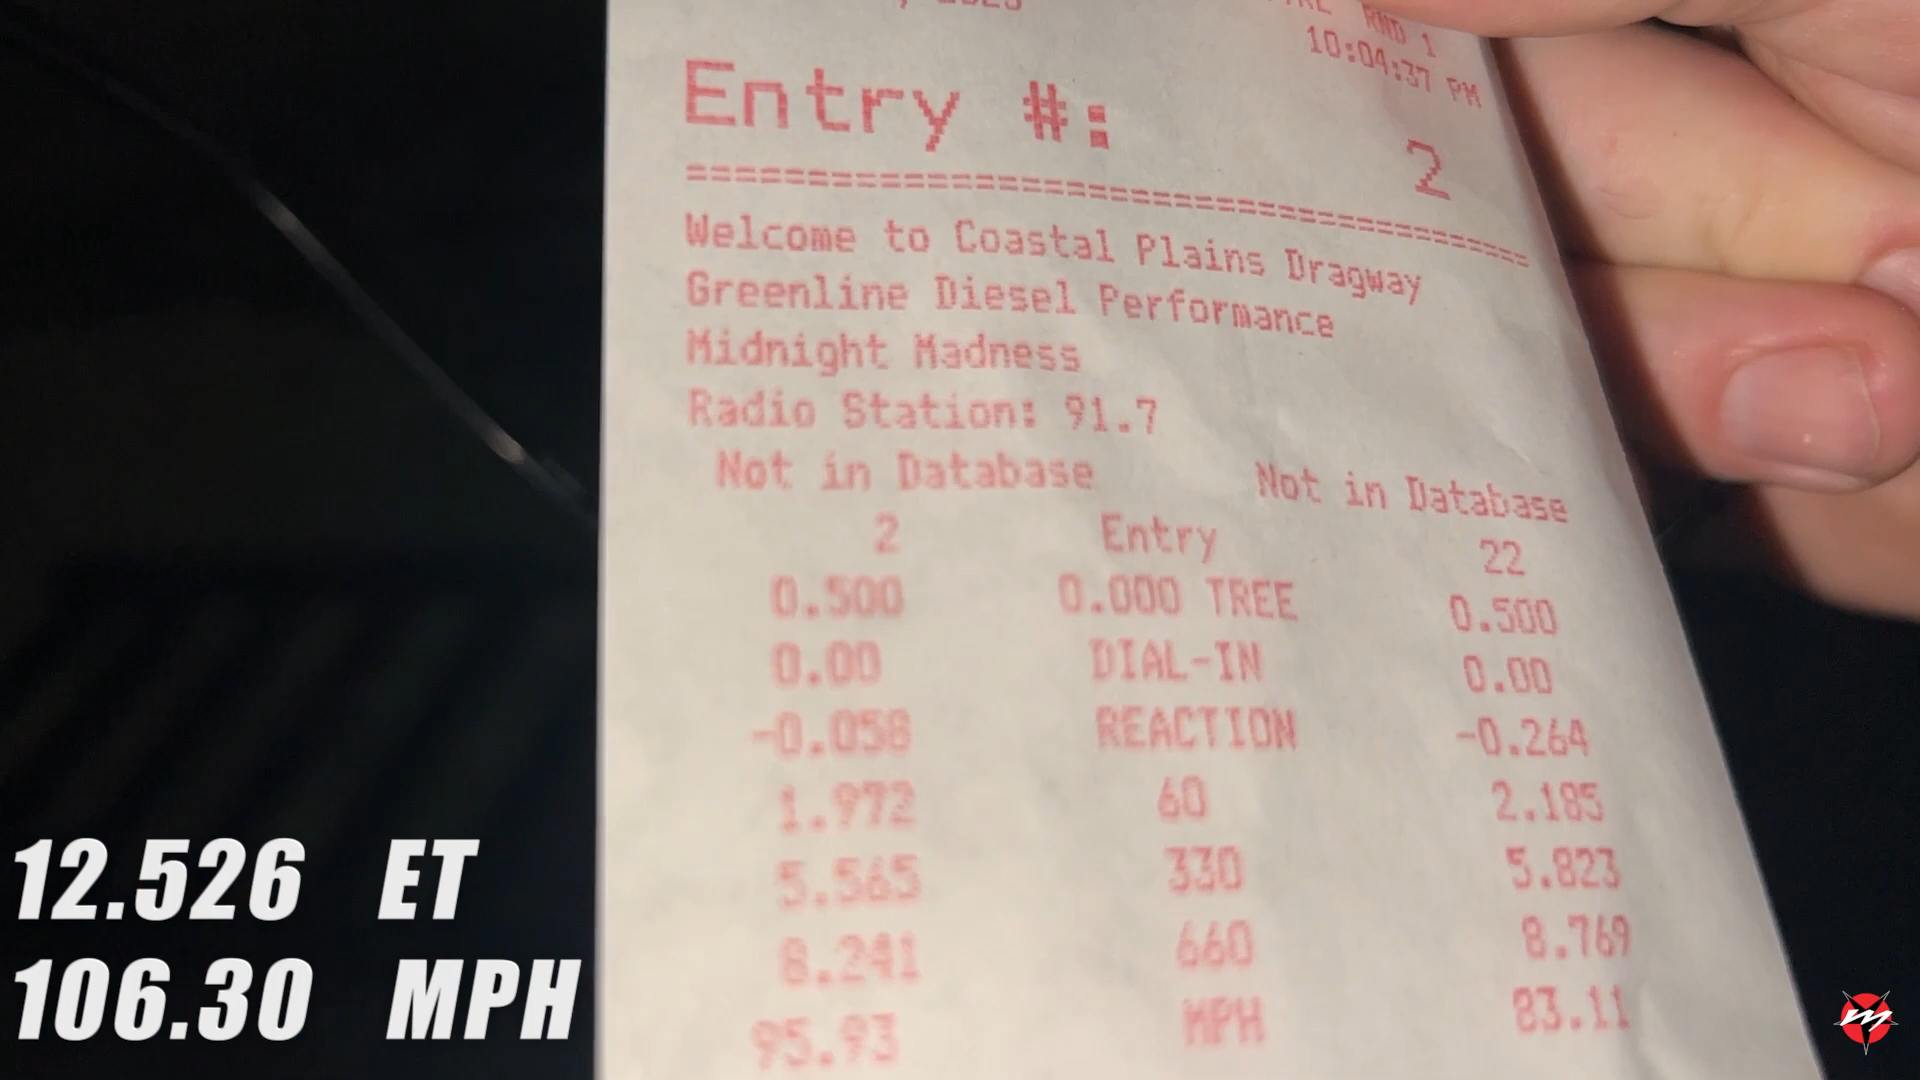 RND 1
10:04:37 PM
Entry #: 2
===================================
Welcome to Coastal Plains Dragway
Greenline Diesel Performance
Midnight Madness
Radio Station: 91.7
Not in Database Not in Database
2 Entry 22
0.500 0.000 TREE 0.500
0.00 DIAL-IN 0.00
-0.058 REACTION -0.264
1.972 60 2.185
5.565 330 5.823
8.241 660 8.769
95.93 MPH 83.11
12.526 ET
106.30 MPH